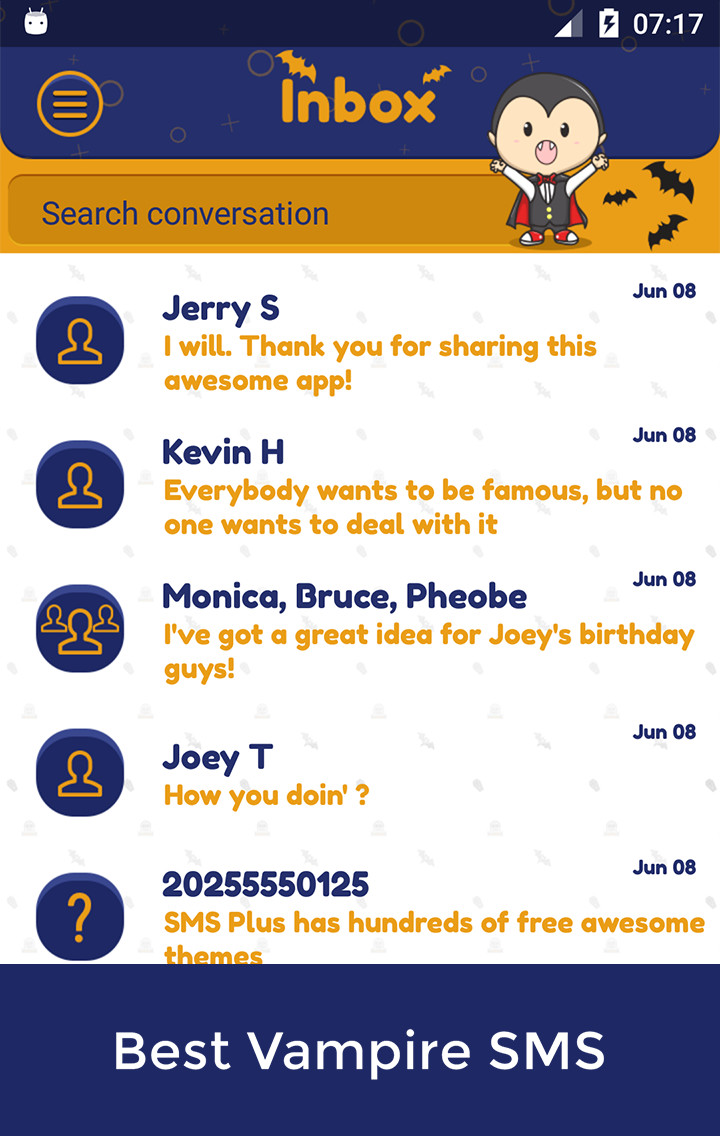 07:17
Inbox
Search conversation
Jun 08
Jerry S
I will. Thank you for sharing this
awesome app!
Jun 08
Kevin H
Everybody wants to be famous, but no
one wants to deal with it
Jun 08
Monica, Bruce, Pheobe
I've got a great idea for Joey's birthday
guys!
Jun 08
Joey T
How you doin' ?
Jun 08
20255550125
SMS Plus has hundreds of free awesome
themes
Best Vampire SMS